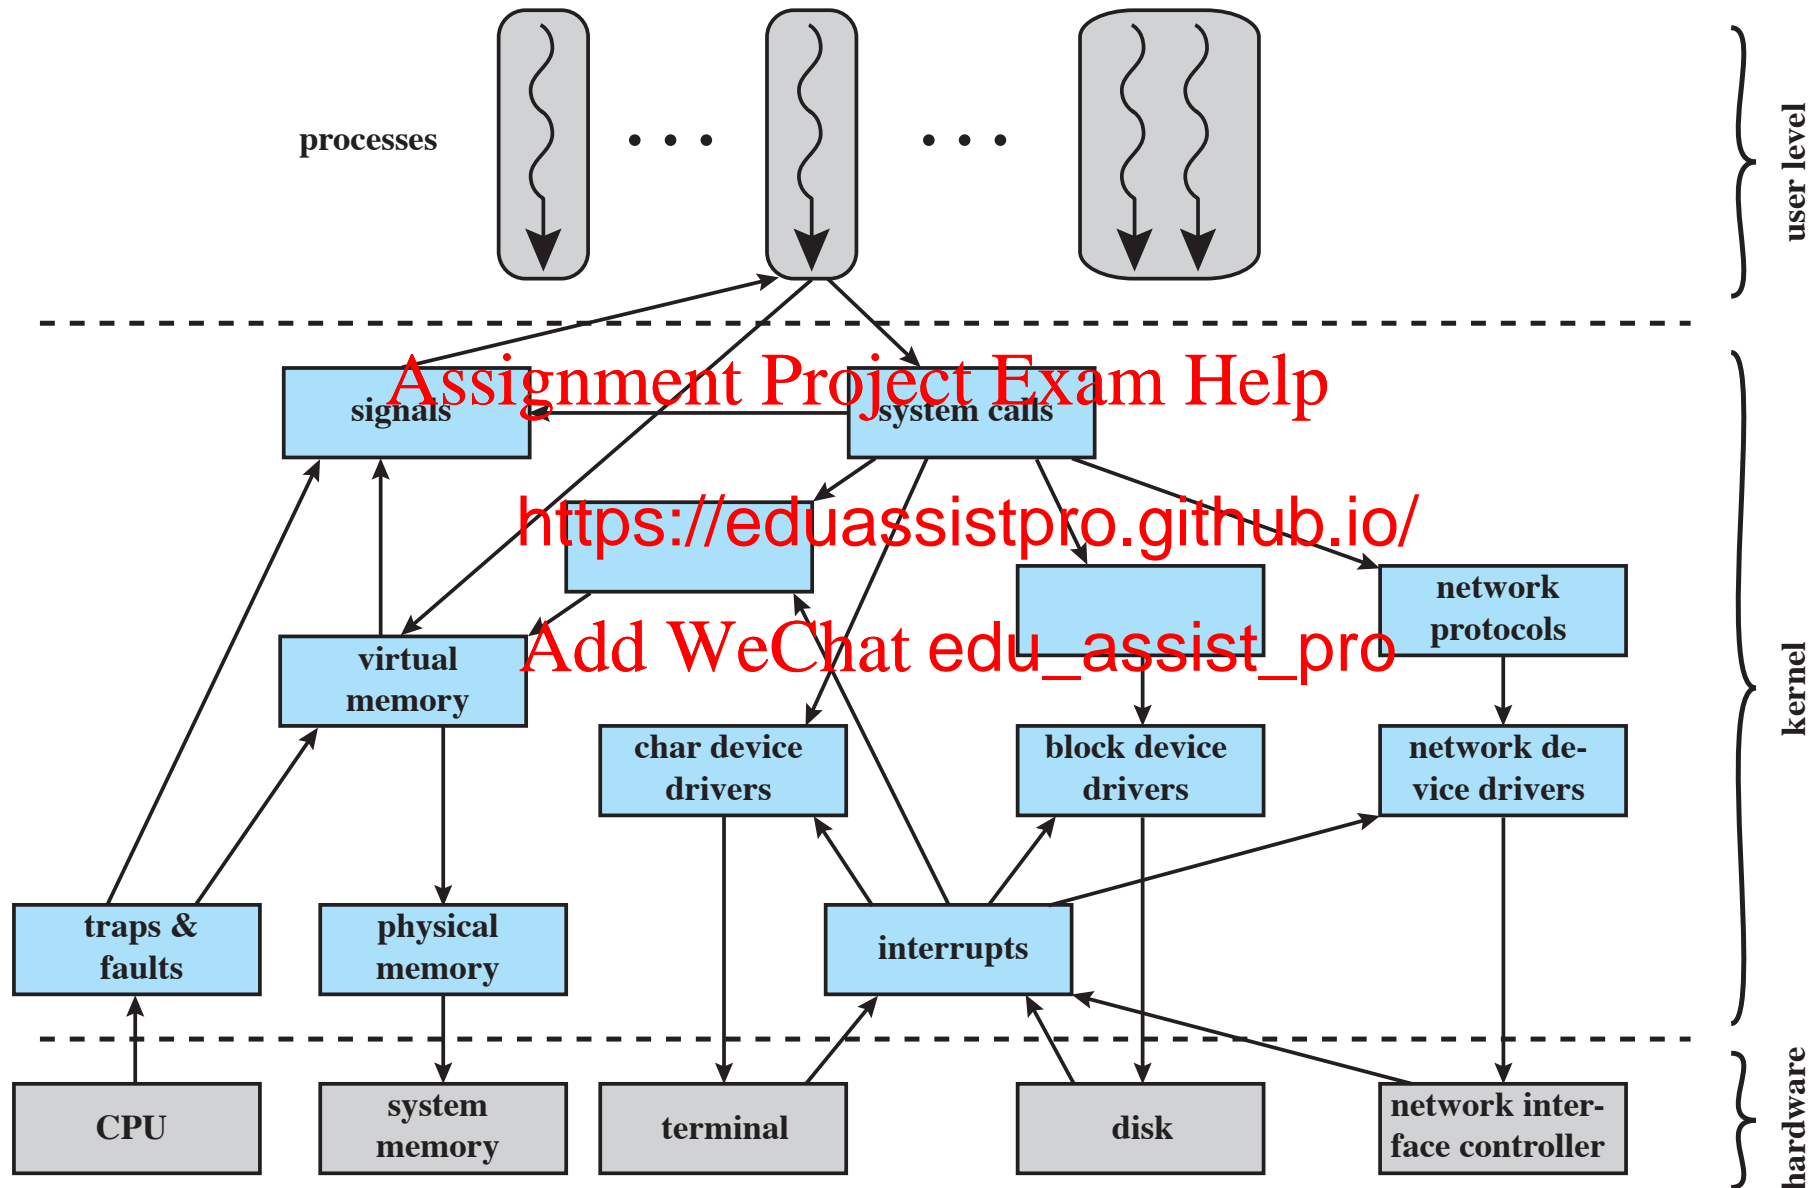 processes
user level
Assignment Project Exam Help
signals
system calls
https://eduassistpro.github.io/
network
protocols
Add WeChat edu_assist_pro
virtual
memory
kernel
char device
drivers
block device
drivers
network de-
vice drivers
traps &
faults
physical
memory
interrupts
CPU
system
memory
terminal
disk
network inter-
face controller
hardware